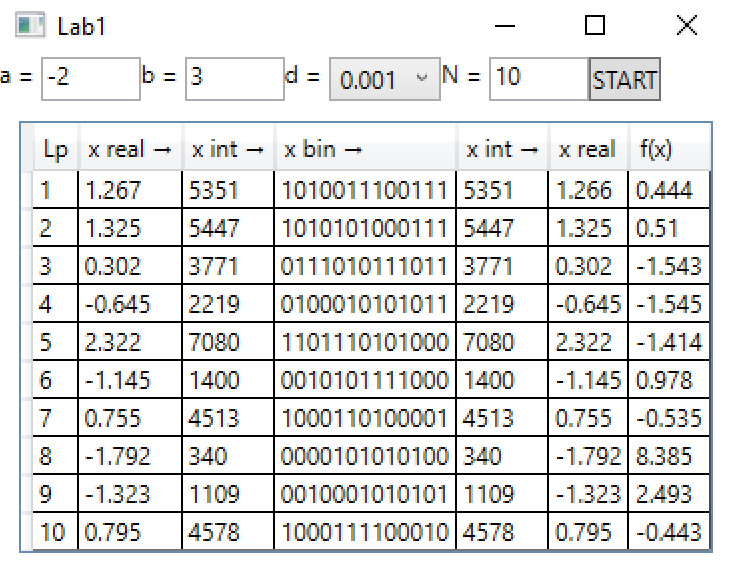 Lab1
a = -2 b = 3 d = 0.001 N = 10 START
Lp x real → x int → x bin → x int → x real f(x)
1 1.267 5351 1010011100111 5351 1.266 0.444
2 1.325 5447 1010101000111 5447 1.325 0.51
3 0.302 3771 0111010111011 3771 0.302 -1.543
4 -0.645 2219 0100010101011 2219 -0.645 -1.545
5 2.322 7080 1101110101000 7080 2.322 -1.414
6 -1.145 1400 0010101111000 1400 -1.145 0.978
7 0.755 4513 1000110100001 4513 0.755 -0.535
8 -1.792 340 0000101010100 340 -1.792 8.385
9 -1.323 1109 0010001010101 1109 -1.323 2.493
10 0.795 4578 1000111100010 4578 0.795 -0.443